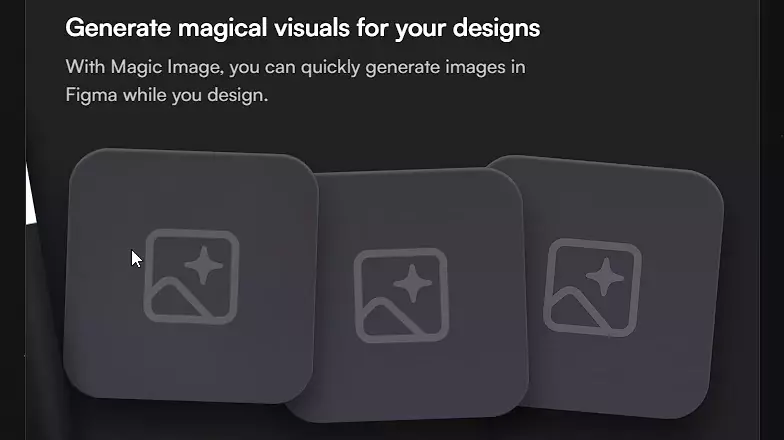 Generate magical visuals for your designs
With Magic Image, you can quickly generate images in
Figma while you design.